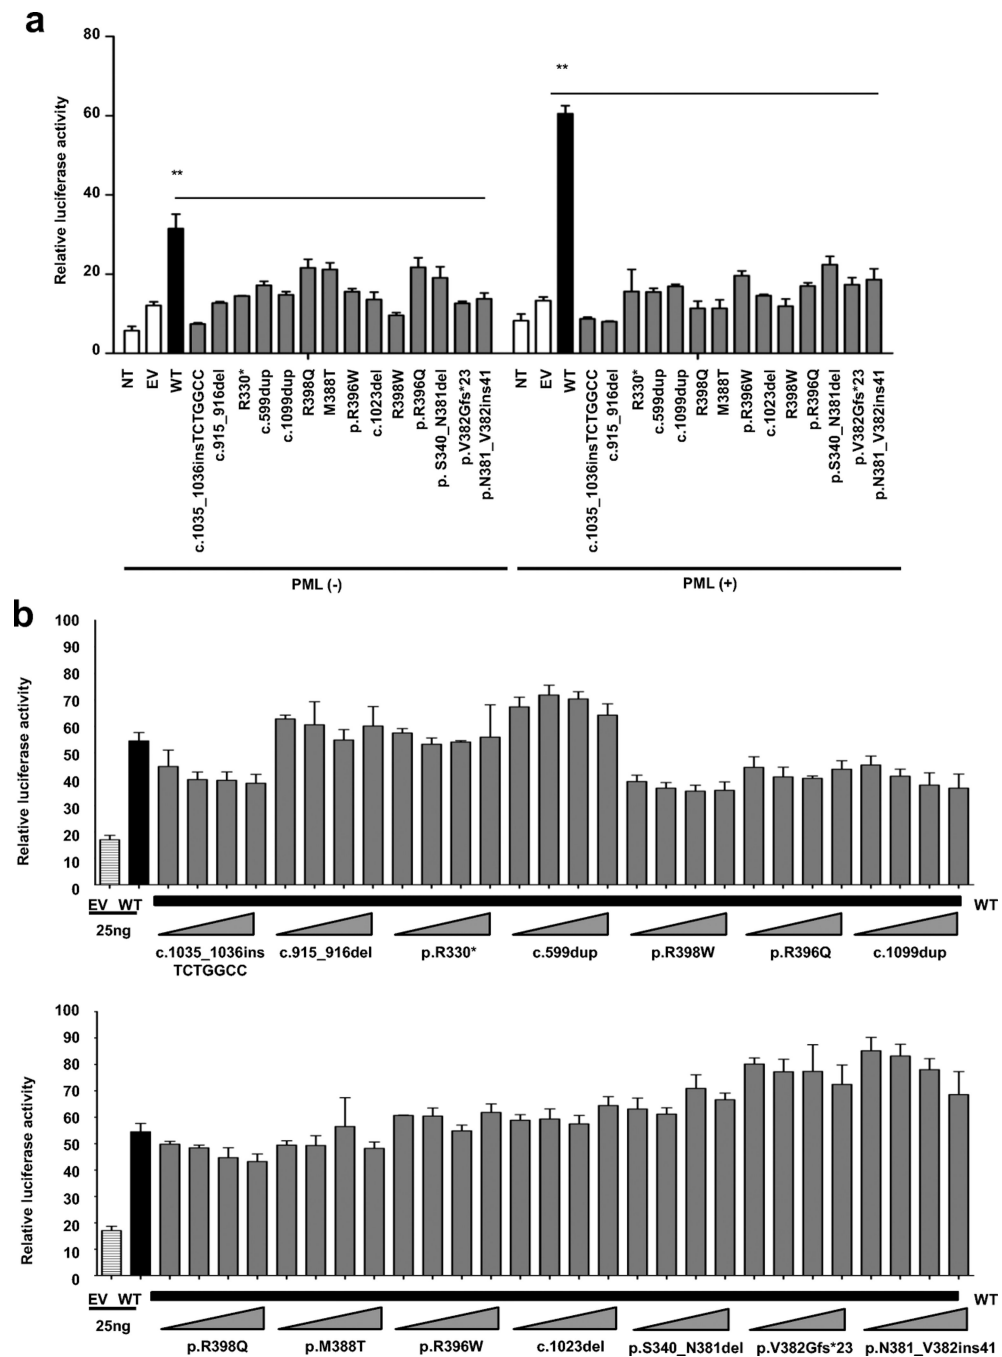 a
80
60
40
20
0
Relative luciferase activity
**
**
NT
EV
WT
c.1035_1036insTCTGGCC
c.915_916del
R330*
c.599dup
c.1099dup
R398Q
M388T
p.R396W
c.1023del
R398W
p.R396Q
p. S340_N381del
p.V382Gfs*23
p.N381_V382ins41
NT
EV
WT
c.1035_1036insTCTGGCC
c.915_916del
R330*
c.599dup
c.1099dup
R398Q
M388T
p.R396W
c.1023del
R398W
p.R396Q
p.S340_N381del
p.V382Gfs*23
p.N381_V382ins41
PML (-)
PML (+)
b
100
90
80
70
60
50
40
30
20
10
0
Relative luciferase activity
EV WT
WT
25ng
c.1035_1036ins
TCTGGCC
c.915_916del
p.R330*
c.599dup
p.R398W
p.R396Q
c.1099dup
100
90
80
70
60
50
40
30
20
10
0
Relative luciferase activity
EV WT
WT
25ng
p.R398Q
p.M388T
p.R396W
c.1023del
p.S340_N381del
p.V382Gfs*23
p.N381_V382ins41